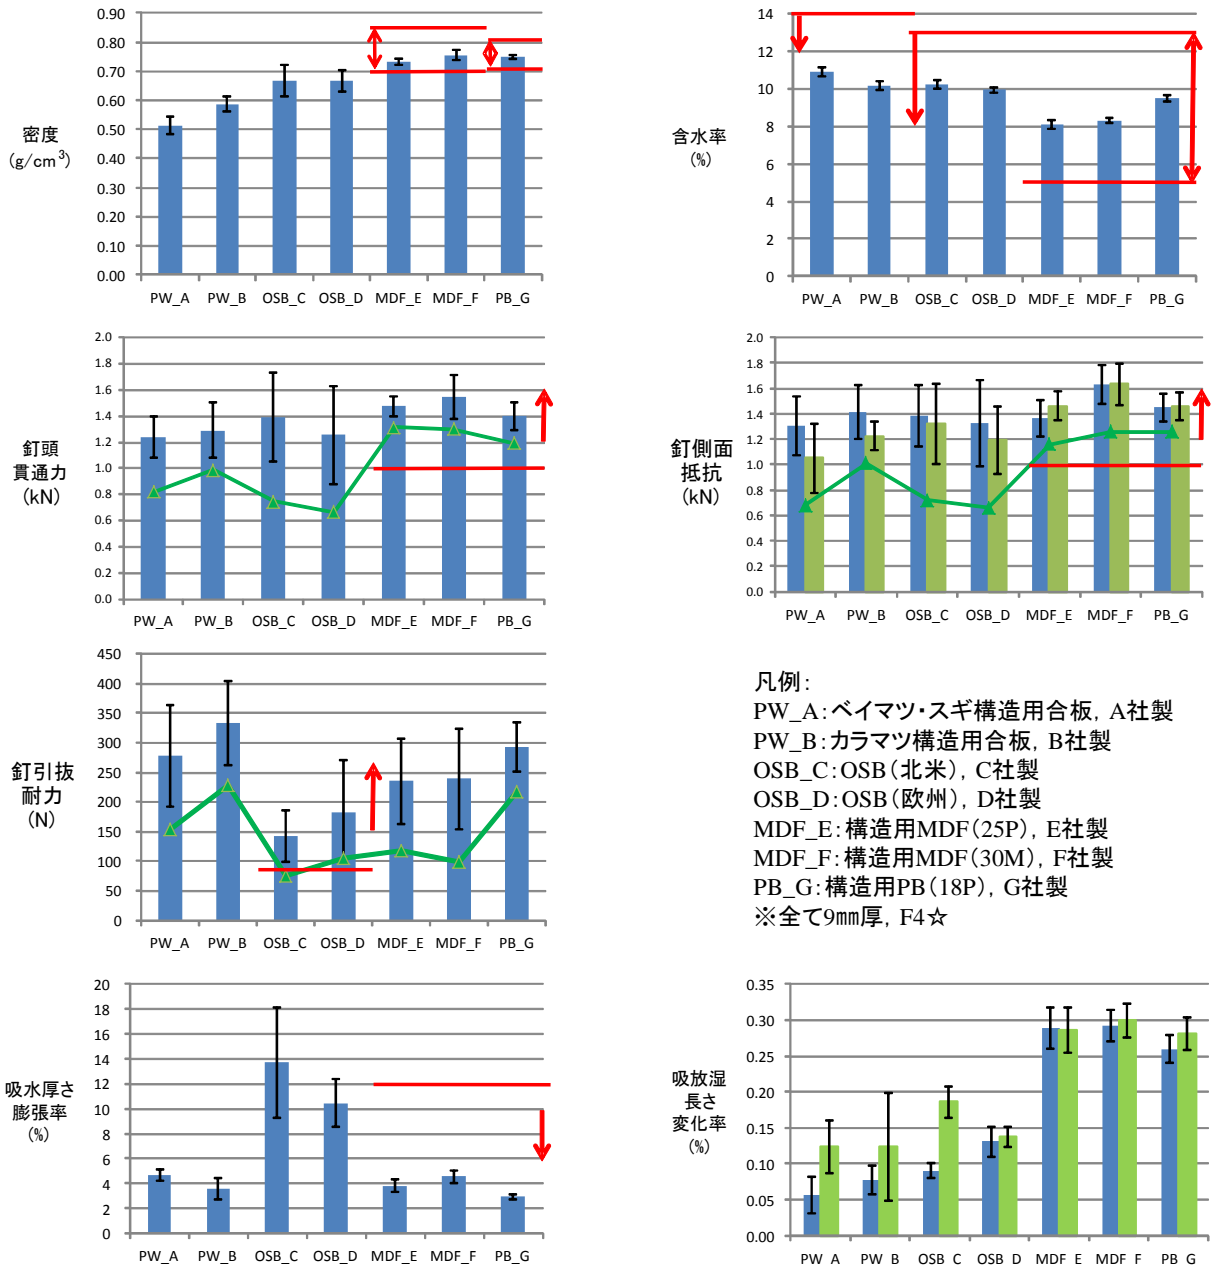 0.90
0.80
0.70
0.60
0.50
0.40
0.30
0.20
0.10
0.00
密度
(g/cm³)
PW_A PW_B OSB_C OSB_D MDF_E MDF_F PB_G
14
12
10
8
6
4
2
0
含水率
(%)
PW_A PW_B OSB_C OSB_D MDF_E MDF_F PB_G
2.0
1.8
1.6
1.4
1.2
1.0
0.8
0.6
0.4
0.2
0.0
釘頭
貫通力
(kN)
PW_A PW_B OSB_C OSB_D MDF_E MDF_F PB_G
2.0
1.8
1.6
1.4
1.2
1.0
0.8
0.6
0.4
0.2
0.0
釘側面
抵抗
(kN)
PW_A PW_B OSB_C OSB_D MDF_E MDF_F PB_G
450
400
350
300
250
200
150
100
50
0
釘引抜
耐力
(N)
PW_A PW_B OSB_C OSB_D MDF_E MDF_F PB_G
凡例：
PW_A：ベイマツ・スギ構造用合板，A社製
PW_B：カラマツ構造用合板，B社製
OSB_C：OSB（北米），C社製
OSB_D：OSB（欧州），D社製
MDF_E：構造用MDF（25P），E社製
MDF_F：構造用MDF（30M），F社製
PB_G：構造用PB（18P），G社製
※全て9㎜厚，F4☆
20
18
16
14
12
10
8
6
4
2
0
吸水厚さ
膨張率
(%)
PW_A PW_B OSB_C OSB_D MDF_E MDF_F PB_G
0.35
0.30
0.25
0.20
0.15
0.10
0.05
0.00
吸放湿
長さ
変化率
(%)
PW_A PW_B OSB_C OSB_D MDF_E MDF_F PB_G